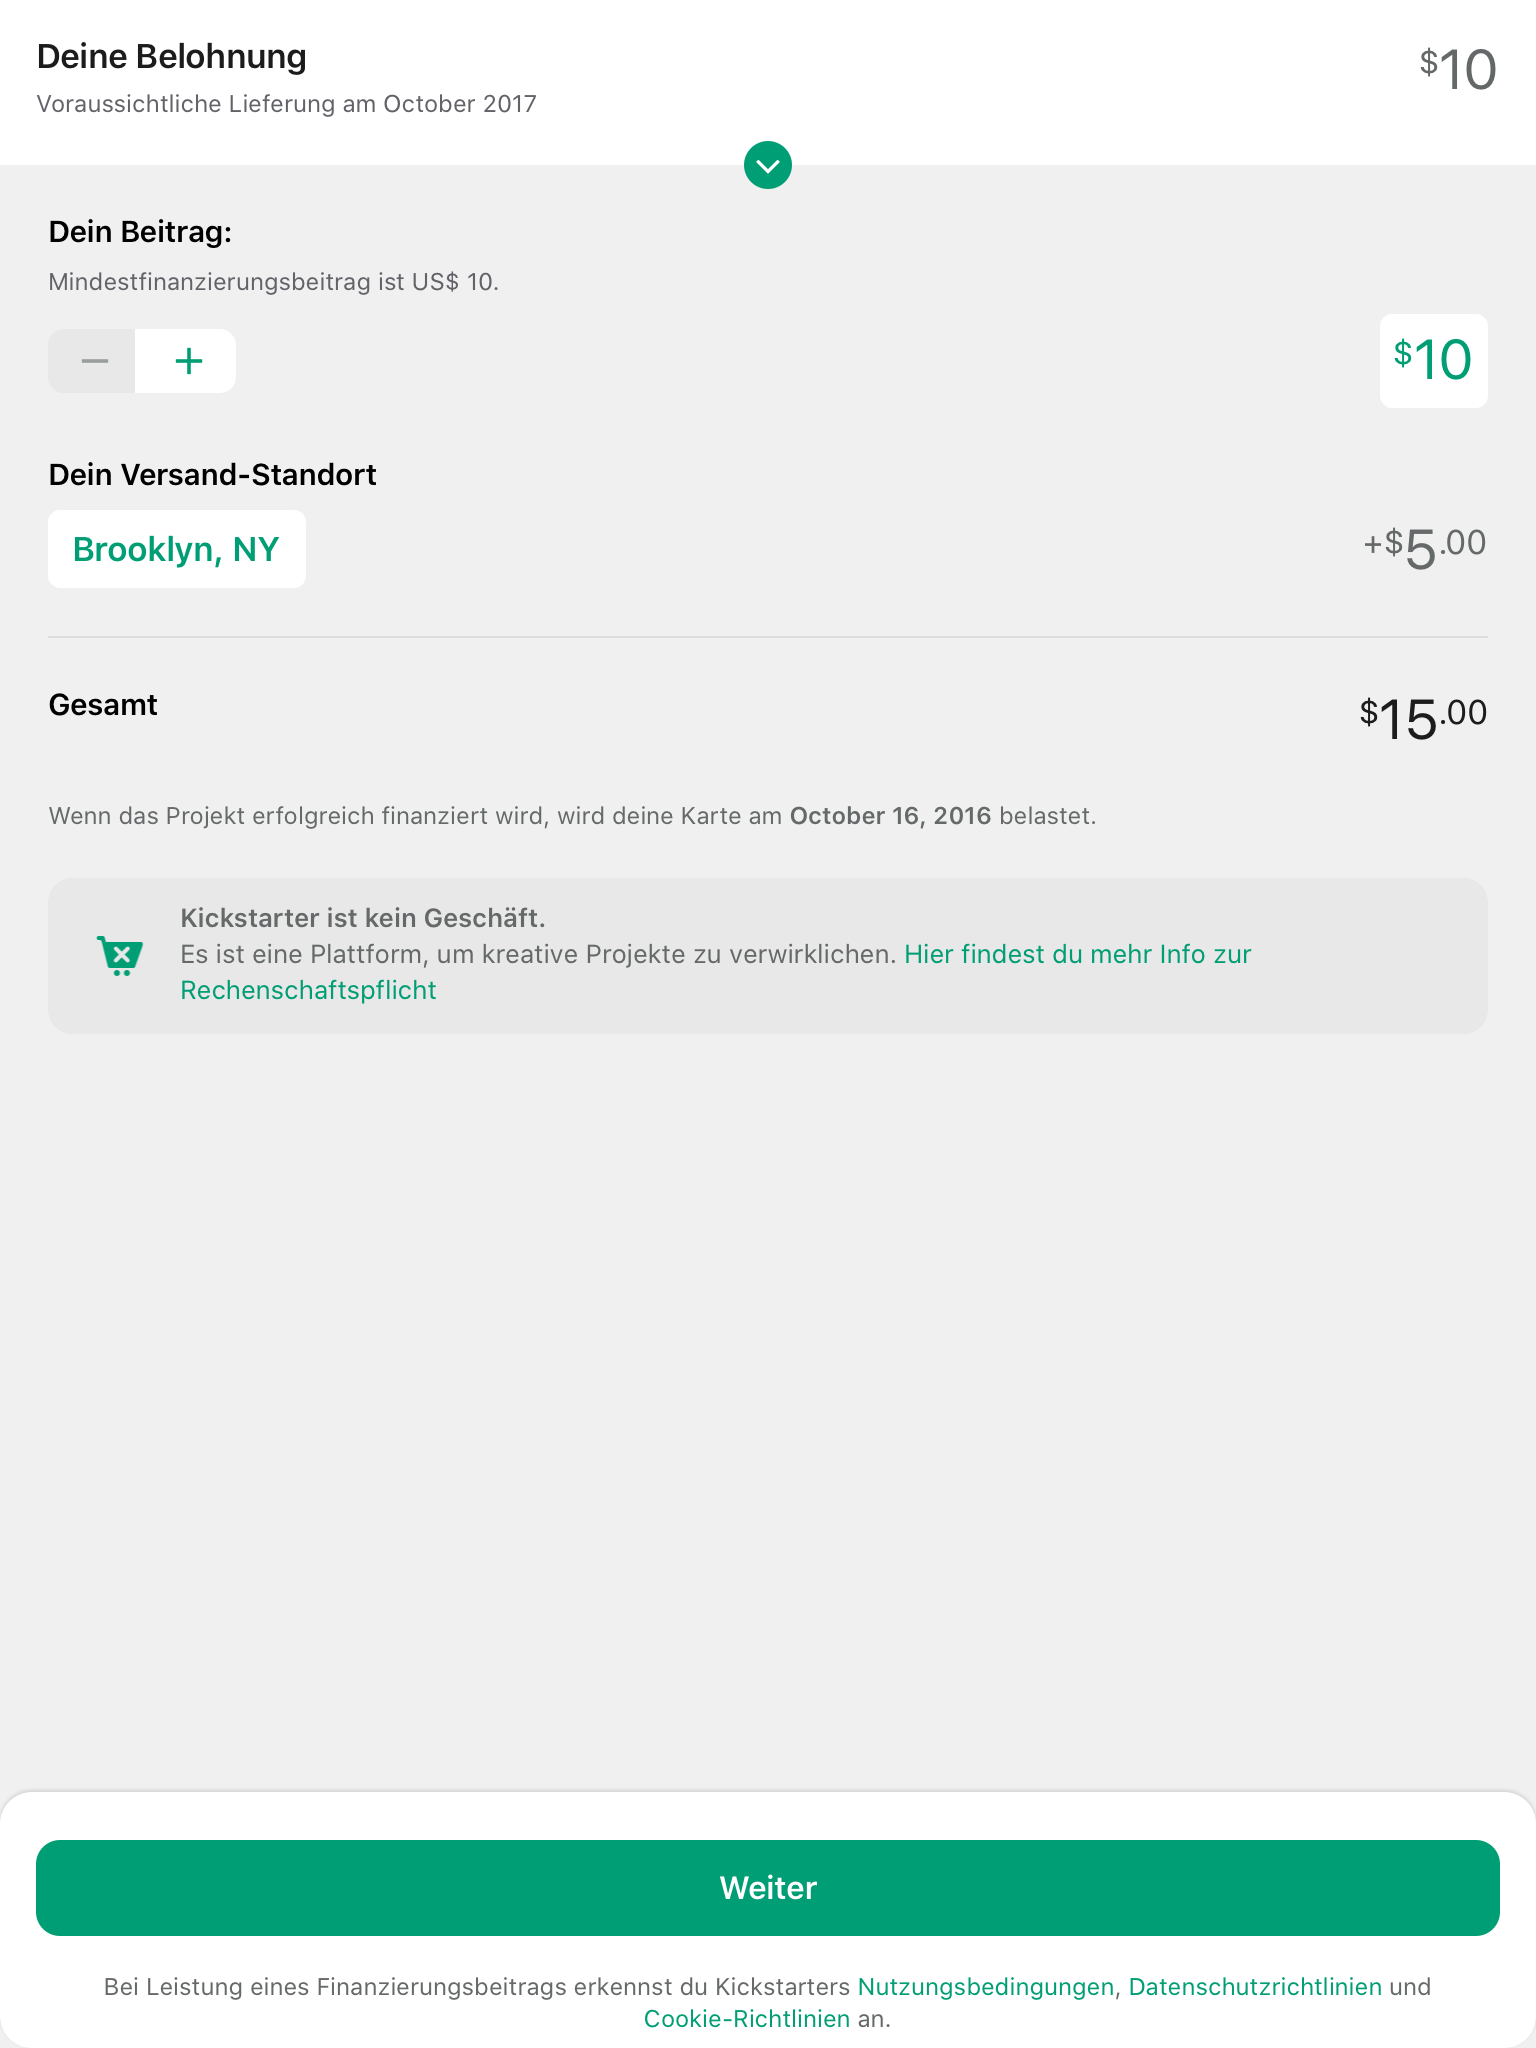 Deine Belohnung
$10
Voraussichtliche Lieferung am October 2017
Dein Beitrag:
Mindestfinanzierungsbeitrag ist US$ 10.
$10
Dein Versand-Standort
Brooklyn, NY
+$5.00
Gesamt
$15.00
Wenn das Projekt erfolgreich finanziert wird, wird deine Karte am October 16, 2016 belastet.
Kickstarter ist kein Geschäft.
Es ist eine Plattform, um kreative Projekte zu verwirklichen. Hier findest du mehr Info zur
Rechenschaftspflicht
Weiter
Bei Leistung eines Finanzierungsbeitrags erkennst du Kickstarters Nutzungsbedingungen, Datenschutzrichtlinien und
Cookie-Richtlinien an.